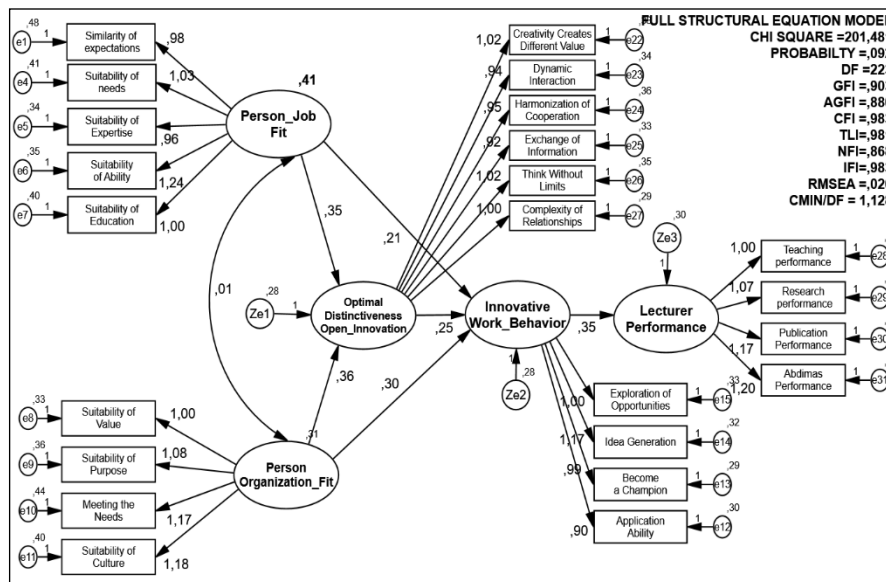 FULL STRUCTURAL EQUATION MODEL
CHI SQUARE =201,48
PROBABILTY =,09
DF =22
GFI =,90
AGFI =,88
CFI =,98
TLI=,98
NFI=,868
IFI=,98
RMSEA =,020
CMIN/DF = 1,128
,48
e1
1
Similarity of
expectations
,98
,41
e4
1
Suitability of
needs
1,03
,34
e5
1
Suitability of
Expertise
,96
,35
e6
1
Suitability
of Ability
1,24
,40
e7
1
Suitability of
Education
1,00
,41
Person_Job
Fit
,35
,21
,01
,33
e8
1
Suitability of
Value
1,00
,36
e9
1
Suitability of
Purpose
1,08
,44
e10
1
Meeting the
Needs
1,17
,40
e11
1
Suitability of
Culture
1,18
,31
Person
Organization_Fit
,36
,30
Ze1
,28
1
Optimal
Distinctiveness
Open_Innovation
,25
1,02
Creativity Creates
Different Value
1
e22
,94
Dynamic
Interaction
1
e23
,34
,95
Harmonization of
Cooperation
1
e24
,36
,92
Exchange of
Information
1
e25
,33
1,02
Think Without
Limits
1
e26
,35
1,00
Complexity of
Relationships
1
e27
,29
Innovative
Work_Behavior
,35
1
Ze2
,28
1,00
Exploration of
Opportunities
1
e15
,33
1,17
Idea Generation
1
e14
,32
,99
Become
a Champion
1
e13
,29
,90
Application
Ability
1
e12
,30
Ze3
,30
1
Lecturer
Performance
1,00
Teaching
performance
1
e28
1,07
Research
performance
1
e29
1,17
Publication
Performance
1
e30
1,20
Abdimas
Performance
1
e31